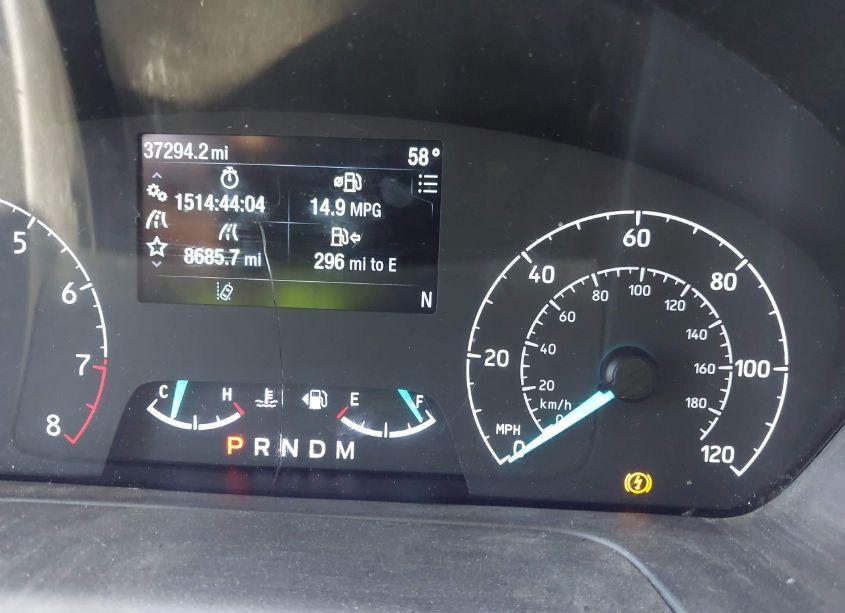 37294.2 mi 58°
1514:44:04 14.9 MPG
8685.7 mi 296 mi to E
N
5
6
7
8
C H E F
P R N D M
0 20 40 60 80 100 120
MPH
0 20 40 60 80 100 120 140 160 180
km/h